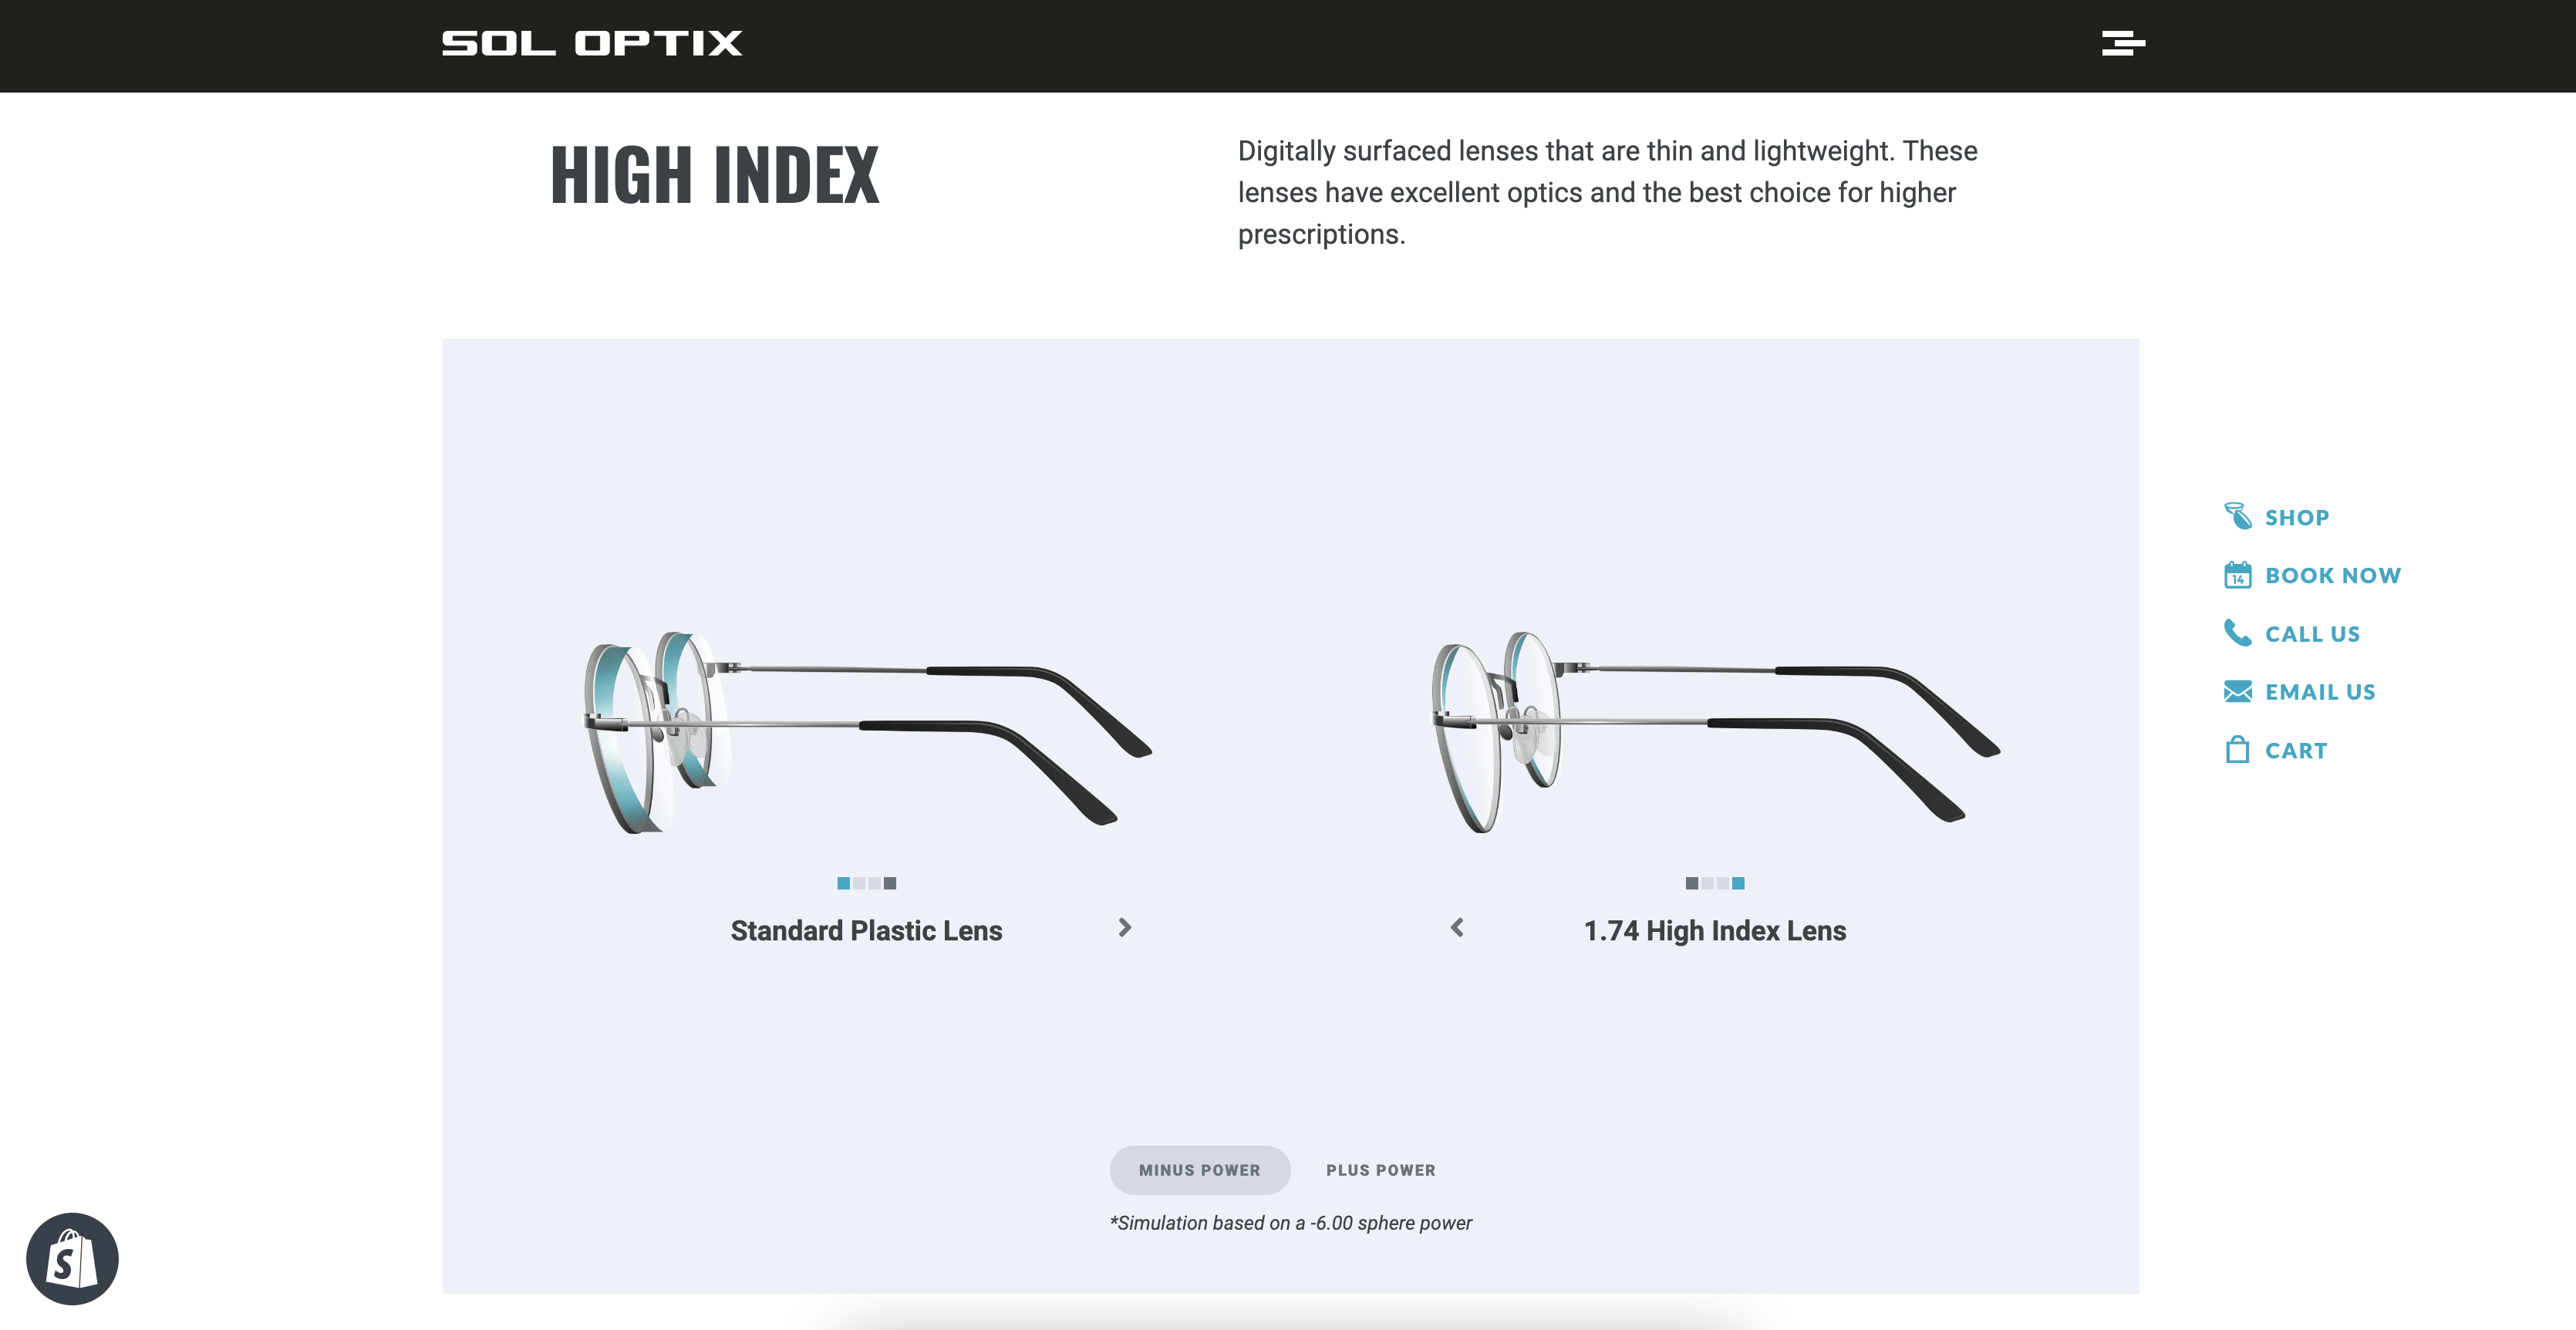 SOL OPTIX
HIGH INDEX
Digitally surfaced lenses that are thin and lightweight. These
lenses have excellent optics and the best choice for higher
prescriptions.
SHOP
14
BOOK NOW
CALL US
EMAIL US
CART
Standard Plastic Lens
1.74 High Index Lens
MINUS POWER
PLUS POWER
*Simulation based on a -6.00 sphere power
S